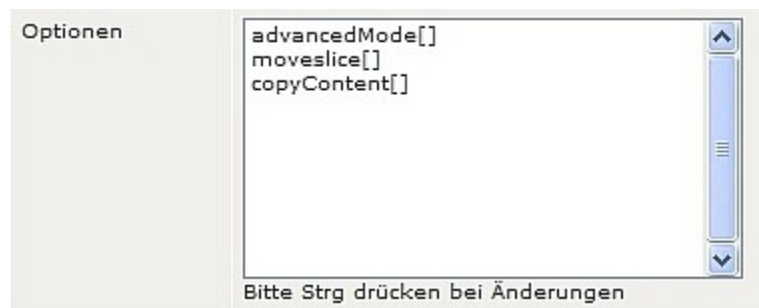 Optionen
advancedMode[]
moveslice[]
copyContent[]
Bitte Strg drücken bei Änderungen